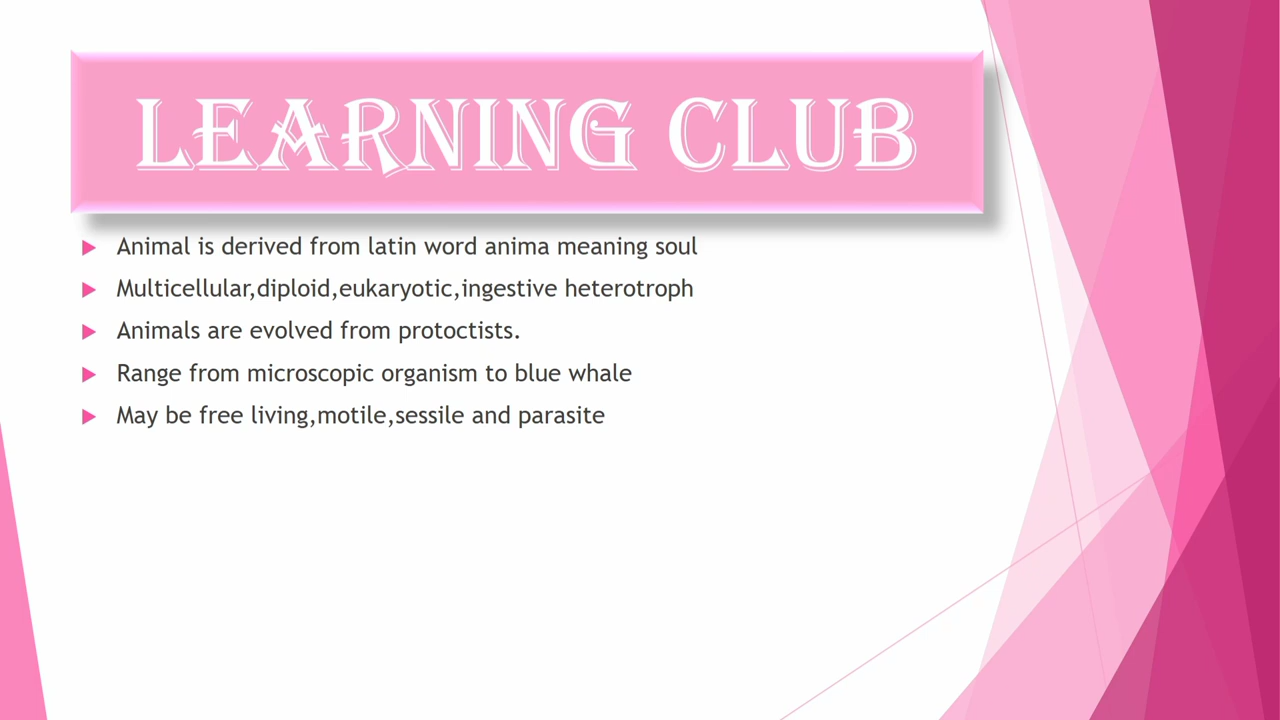 LEARNING CLUB
Animal is derived from latin word anima meaning soul
Multicellular,diploid,eukaryotic,ingestive heterotroph
Animals are evolved from protoctists.
Range from microscopic organism to blue whale
May be free living,motile,sessile and parasite